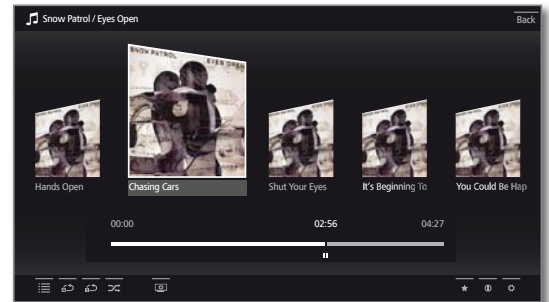 Snow Patrol / Eyes Open
Back
SNOW PATROL EYES OPEN
Hands Open
Chasing Cars
Shut Your Eyes
It's Beginning To
You Could Be Hap
00:00
02:56
04:27